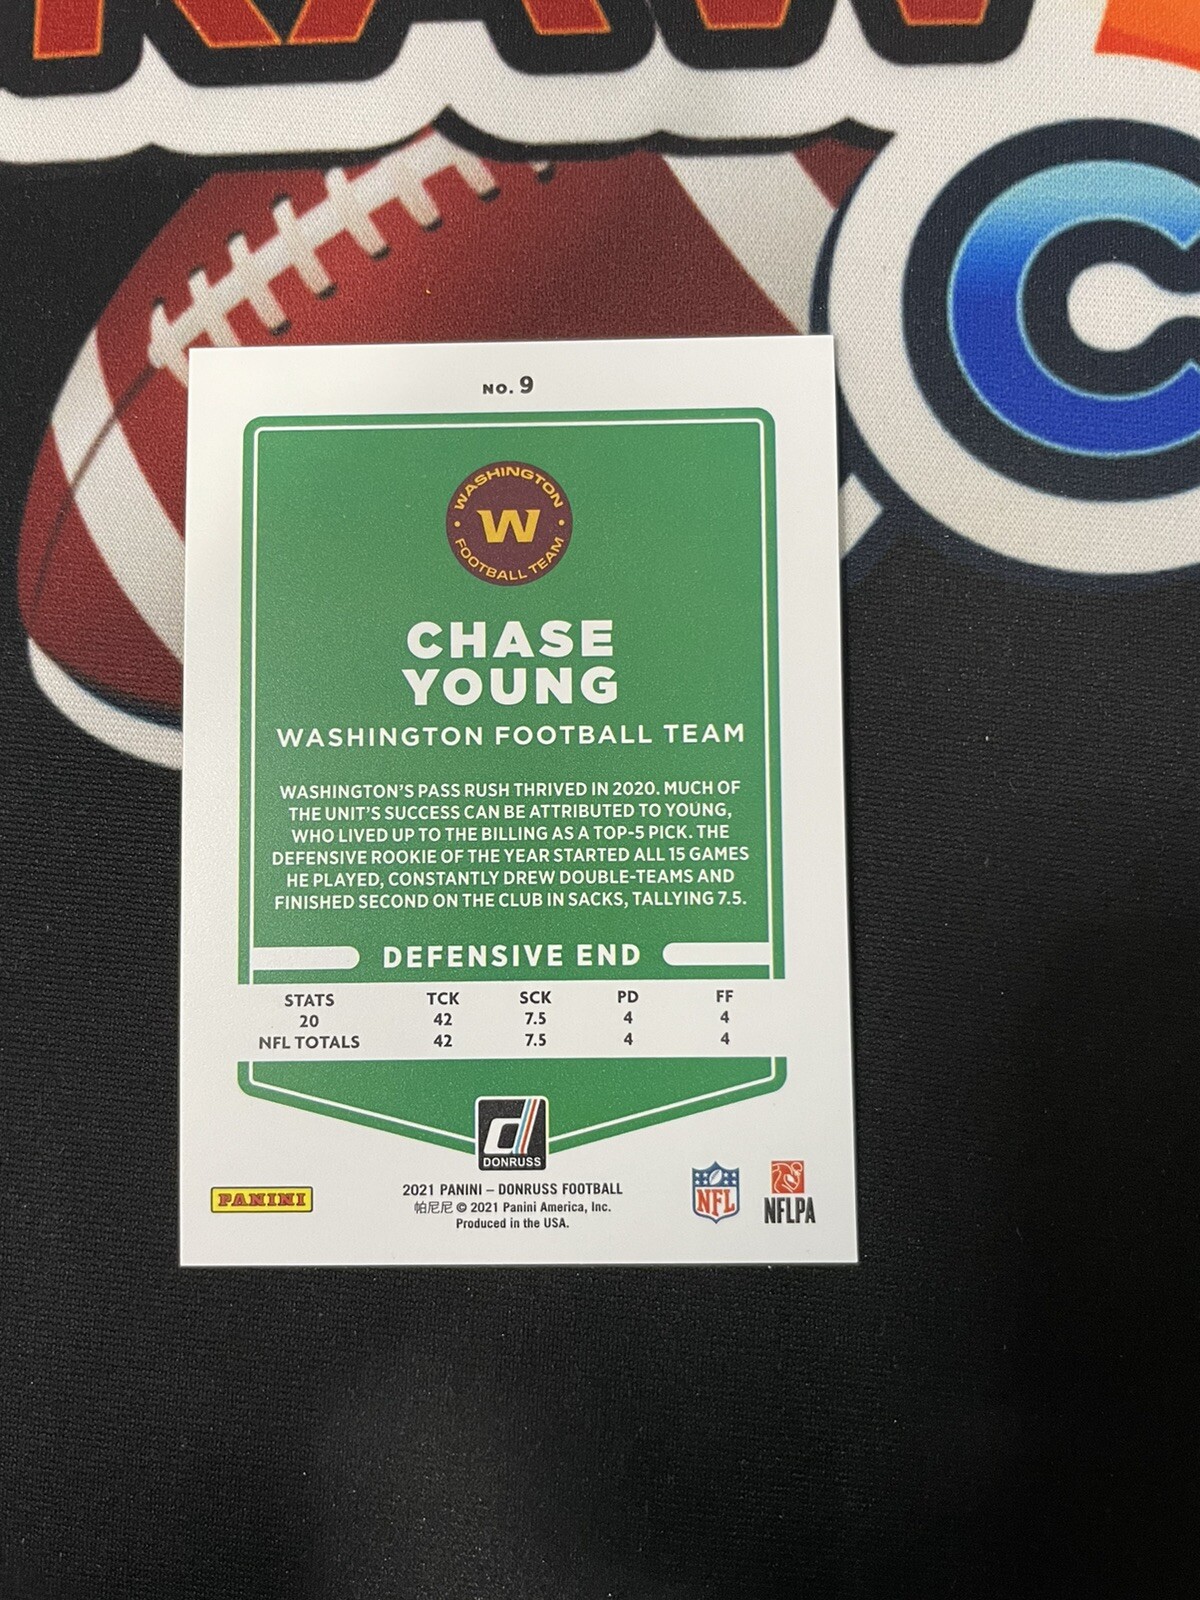 NO. 9
WASHINGTON
W
FOOTBALL TEAM
CHASE
YOUNG
WASHINGTON FOOTBALL TEAM
WASHINGTON'S PASS RUSH THRIVED IN 2020. MUCH OF
THE UNIT'S SUCCESS CAN BE ATTRIBUTED TO YOUNG,
WHO LIVED UP TO THE BILLING AS A TOP-5 PICK. THE
DEFENSIVE ROOKIE OF THE YEAR STARTED ALL 15 GAMES
HE PLAYED, CONSTANTLY DREW DOUBLE-TEAMS AND
FINISHED SECOND ON THE CLUB IN SACKS, TALLYING 7.5.
DEFENSIVE END
STATS TCK SCK PD FF
20 42 7.5 4 4
NFL TOTALS 42 7.5 4 4
d
DONRUSS
PANINI
2021 PANINI – DONRUSS FOOTBALL
帕尼尼 © 2021 Panini America, Inc.
Produced in the USA.
NFL
NFLPA